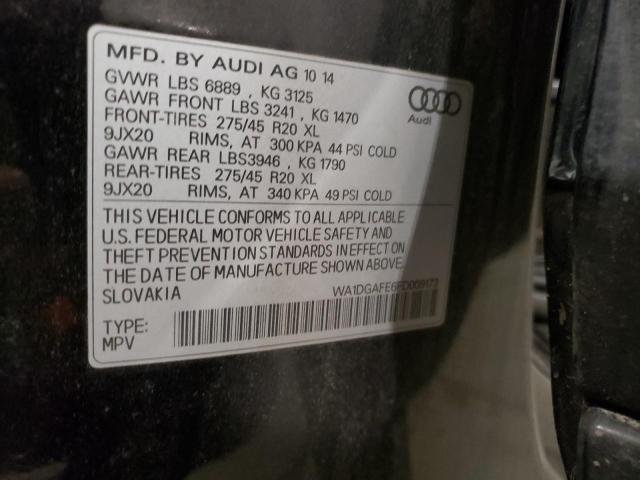 MFD. BY AUDI AG 10 14
GVWR LBS 6889 , KG 3125
GAWR FRONT LBS 3241 , KG 1470
FRONT-TIRES 275/45 R20 XL
9JX20 RIMS, AT 300 KPA 44 PSI COLD
GAWR REAR LBS3946 , KG 1790
REAR-TIRES 275/45 R20 XL
9JX20 RIMS, AT 340 KPA 49 PSI COLD
Audi
THIS VEHICLE CONFORMS TO ALL APPLICABLE
U.S. FEDERAL MOTOR VEHICLE SAFETY AND
THEFT PREVENTION STANDARDS IN EFFECT ON
THE DATE OF MANUFACTURE SHOWN ABOVE.
SLOVAKIA
WA1DGAFE6FD009173
TYPE:
MPV